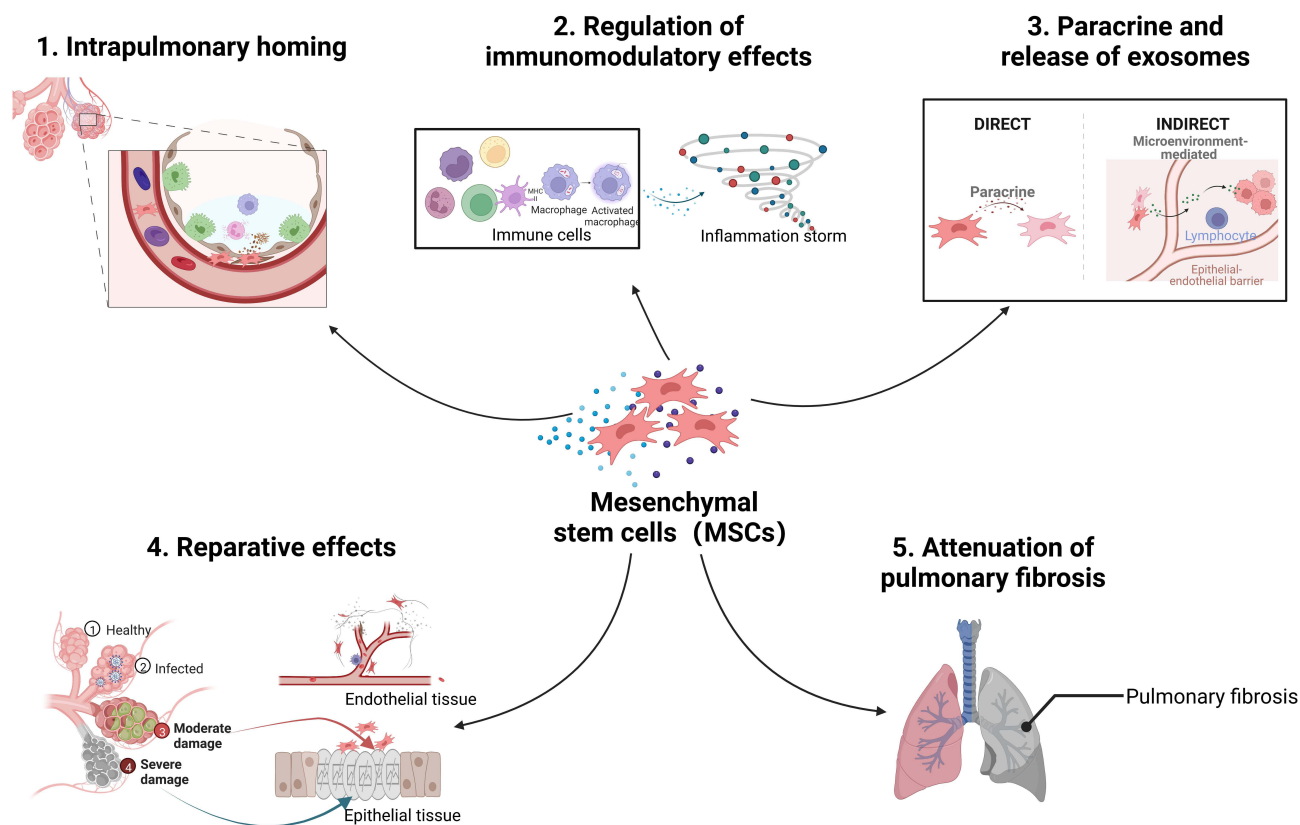 1. Intrapulmonary homing
2. Regulation of
immunomodulatory effects
3. Paracrine and
release of exosomes
MHC
II
Macrophage
Activated
macrophage
Immune cells
Inflammation storm
DIRECT
Paracrine
INDIRECT
Microenvironment-
mediated
Lymphocyte
Epithelial-
endothelial barrier
Mesenchymal
stem cells（MSCs）
4. Reparative effects
1 Healthy
2 Infected
3 Moderate
damage
4 Severe
damage
Endothelial tissue
Epithelial tissue
5. Attenuation of
pulmonary fibrosis
Pulmonary fibrosis